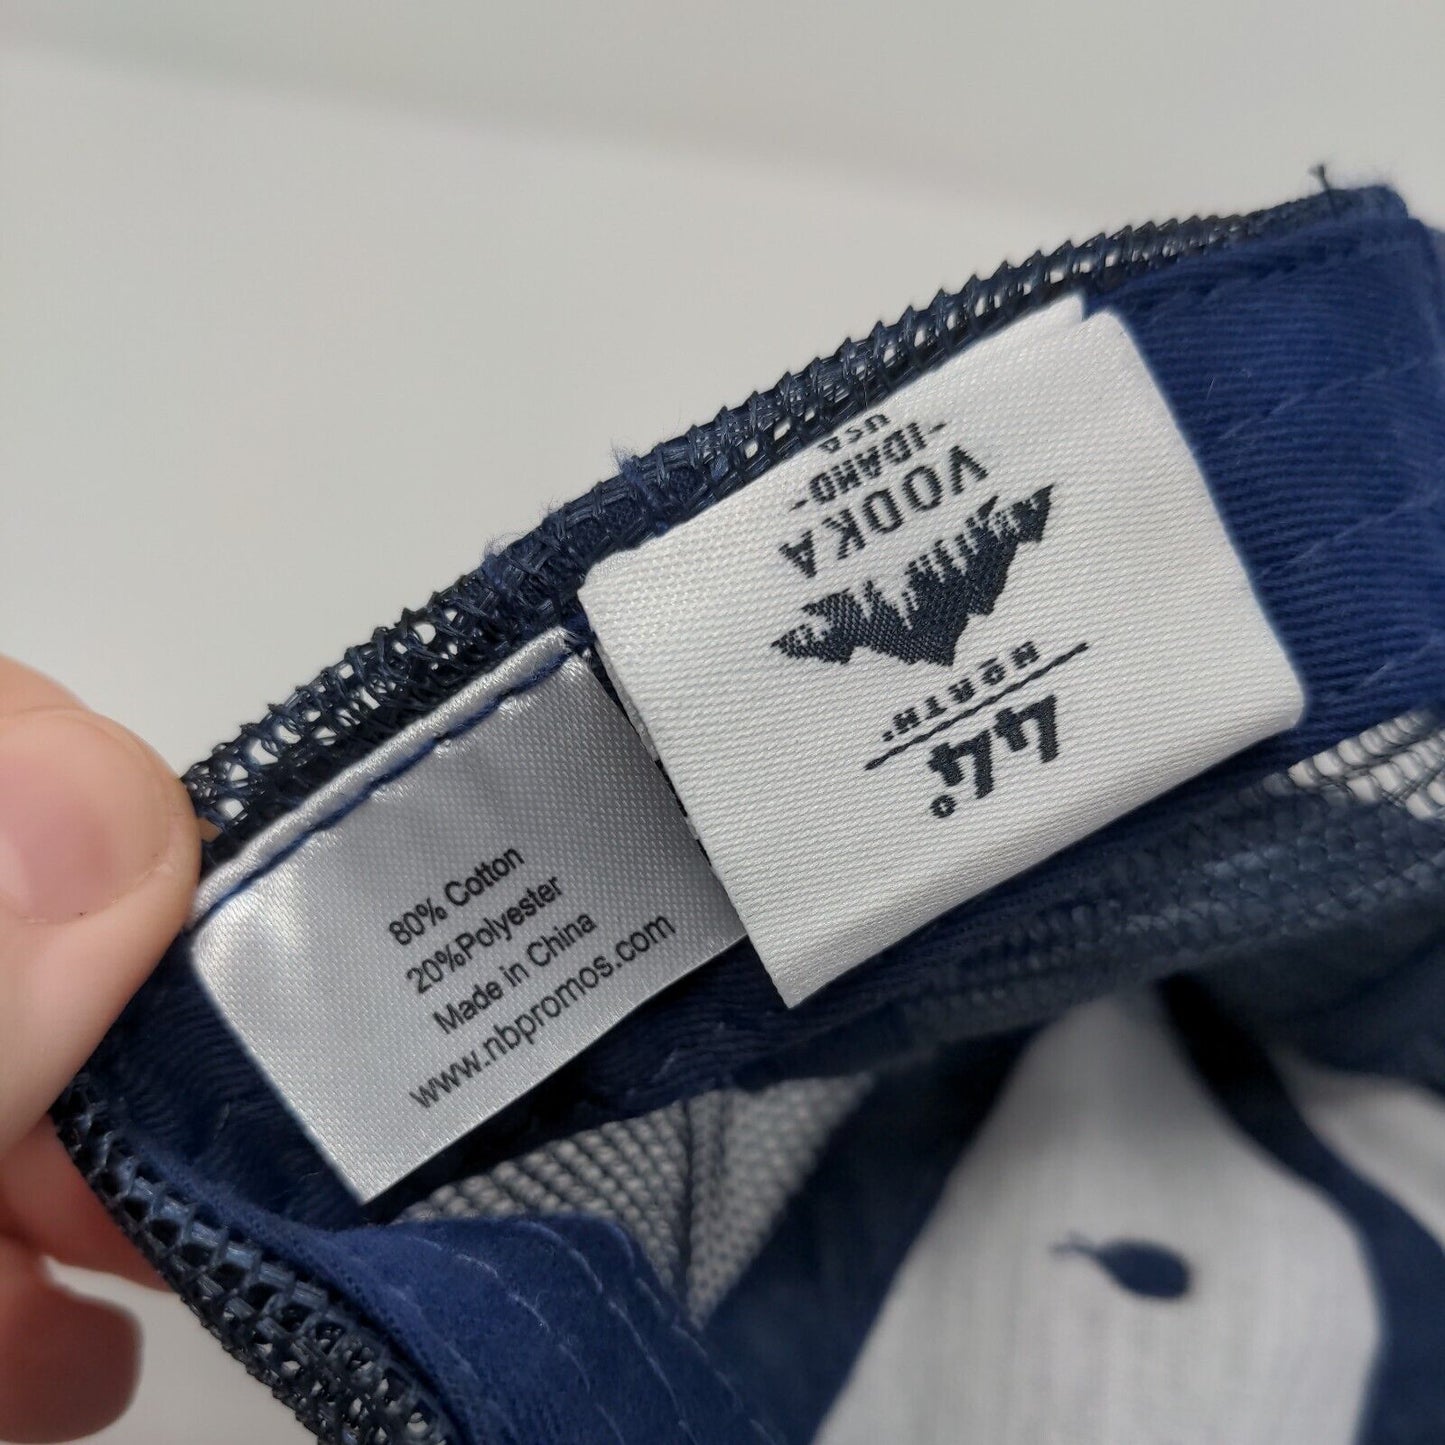 44°
NORTH
VODKA
-IDAHO-
USA
80% Cotton
20%Polyester
Made in China
www.nbpromos.com